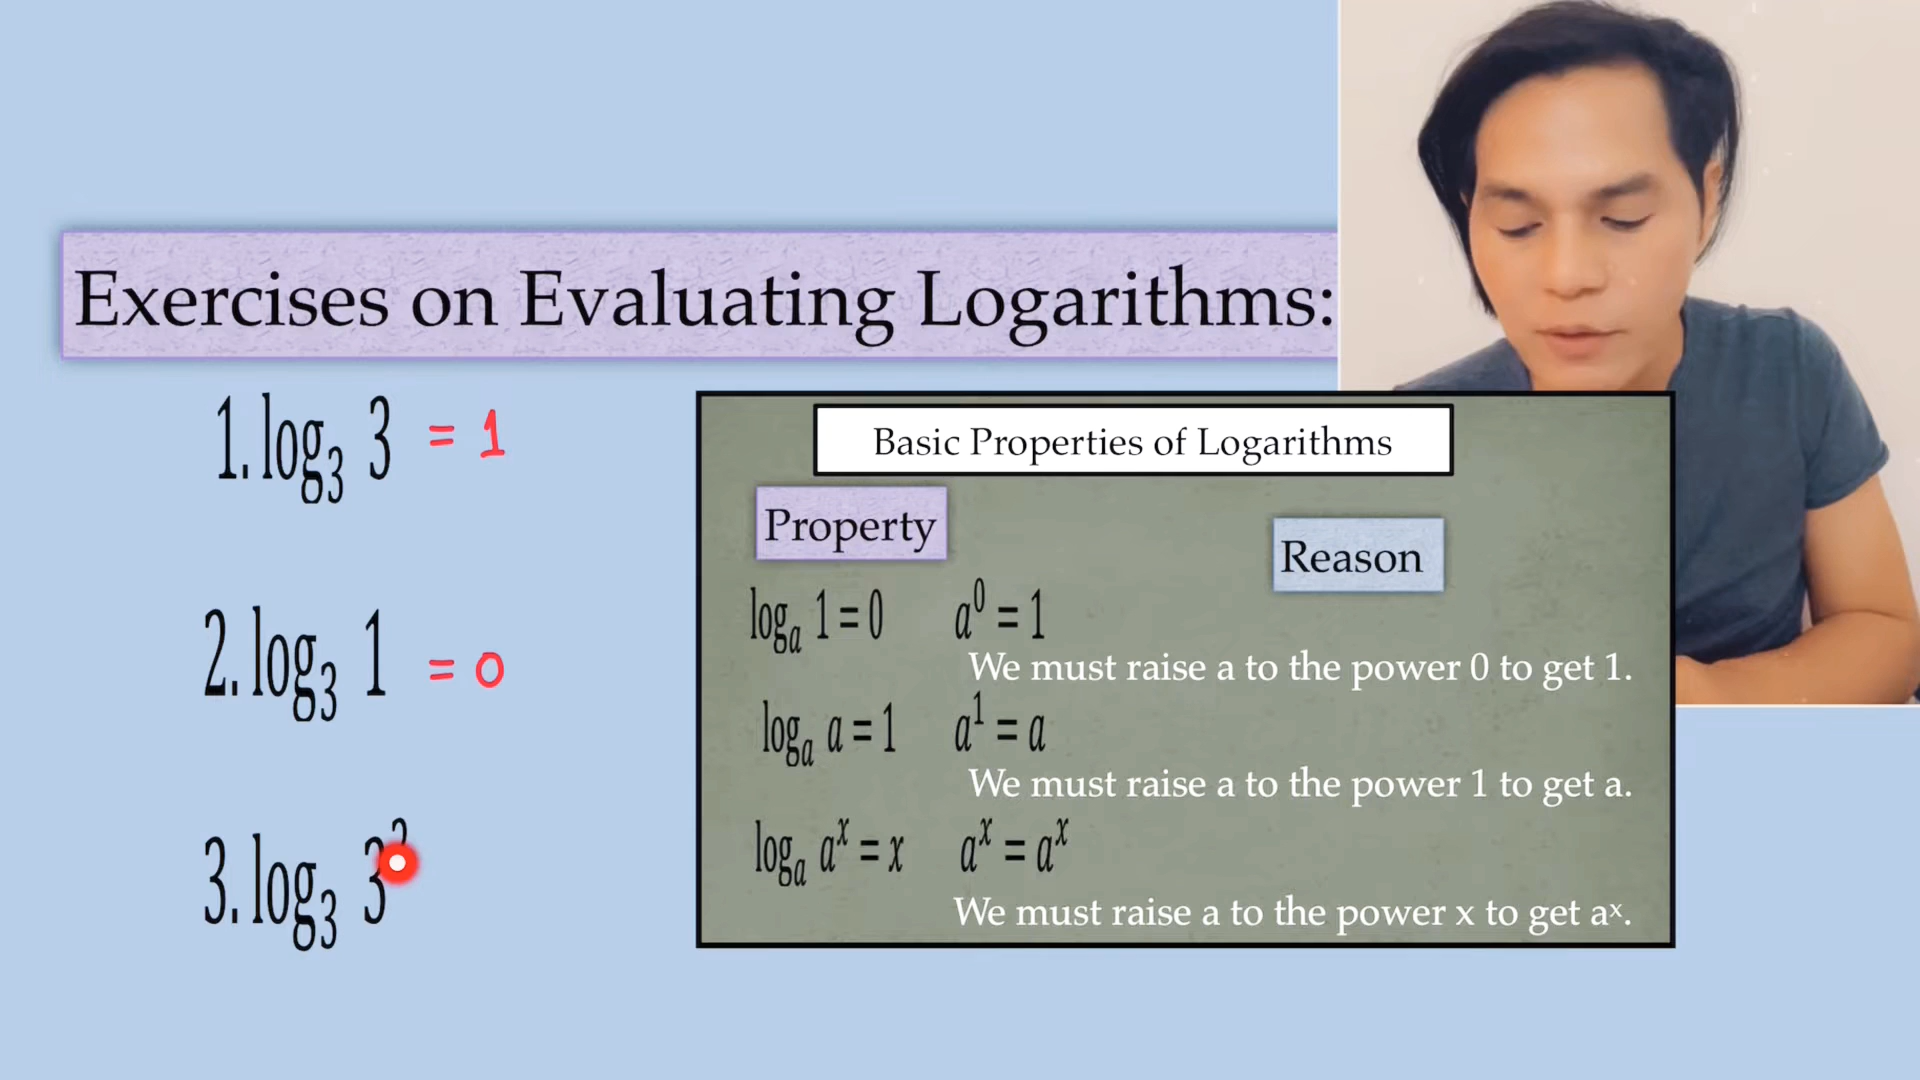 Exercises on Evaluating Logarithms:
1. log₃ 3 = 1
2. log₃ 1 = 0
3. log₃ 3
Basic Properties of Logarithms
Property
Reason
logₐ 1 = 0 a⁰ = 1
We must raise a to the power 0 to get 1.
logₐ a = 1 a¹ = a
We must raise a to the power 1 to get a.
logₐ aˣ = x aˣ = aˣ
We must raise a to the power x to get aˣ.